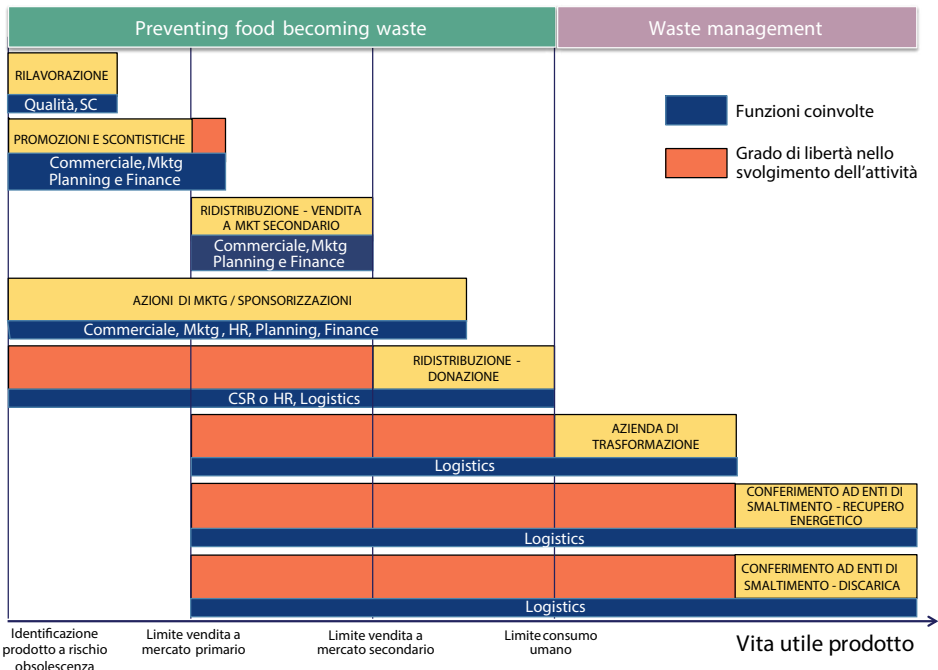 Preventing food becoming waste
Waste management
RILAVORAZIONE
Qualità, SC
Funzioni coinvolte
PROMOZIONI E SCONTISTICHE
Commerciale, Mktg
Planning e Finance
Grado di libertà nello
svolgimento dell'attività
RIDISTRIBUZIONE - VENDITA
A MKT SECONDARIO
Commerciale, Mktg
Planning e Finance
AZIONI DI MKTG / SPONSORIZZAZIONI
Commerciale, Mktg, HR, Planning, Finance
RIDISTRIBUZIONE -
DONAZIONE
CSR o HR, Logistics
AZIENDA DI
TRASFORMAZIONE
Logistics
CONFERIMENTO AD ENTI DI
SMALTIMENTO - RECUPERO
ENERGETICO
Logistics
CONFERIMENTO AD ENTI DI
SMALTIMENTO - DISCARICA
Logistics
Identificazione
prodotto a rischio
obsolescenza
Limite vendita a
mercato primario
Limite vendita a
mercato secondario
Limite consumo
umano
Vita utile prodotto